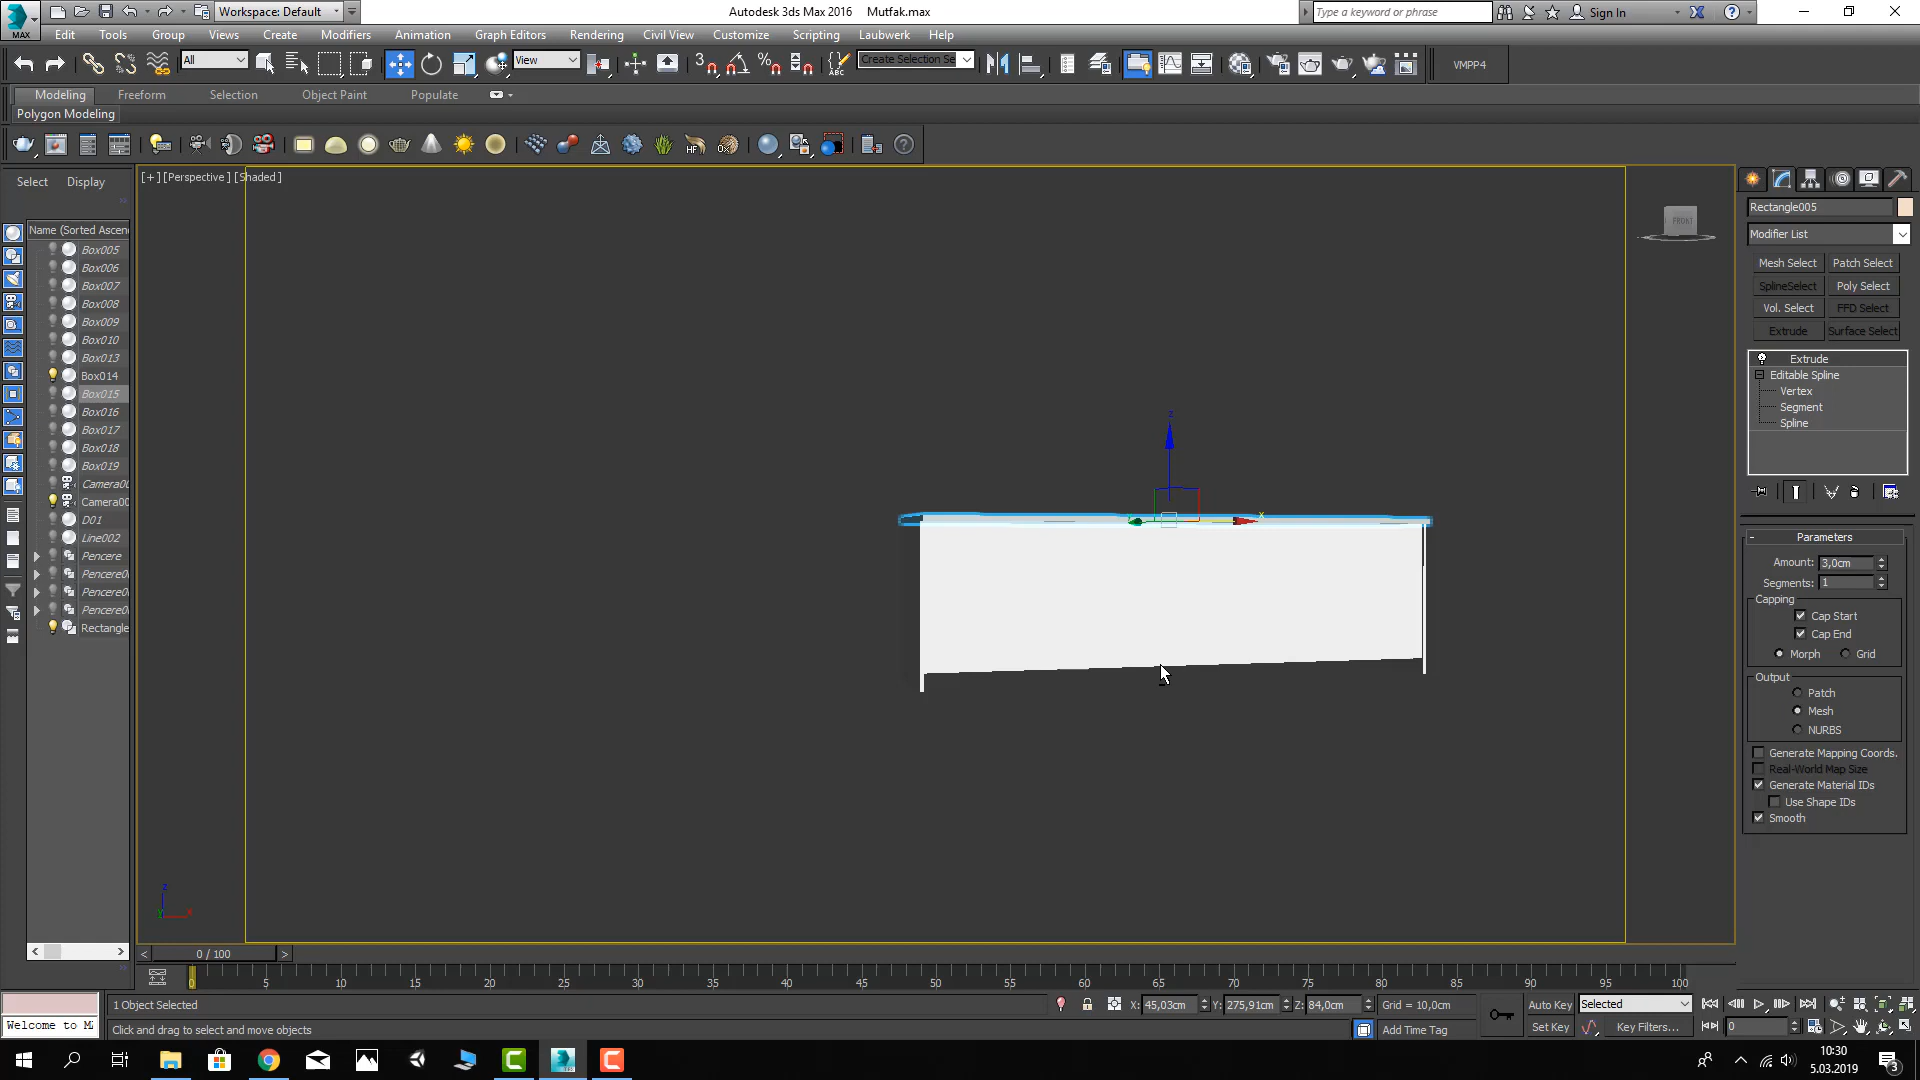 Workspace: Default
Autodesk 3ds Max 2016
Mutfak.max
Type a keyword or phrase
Sign In
MAX
Edit
Tools
Group
Views
Create
Modifiers
Animation
Graph Editors
Rendering
Civil View
Customize
Scripting
Laubwerk
Help
All
View
3
ABC
Create Selection Se
VMPP4
Modeling
Freeform
Selection
Object Paint
Populate
Polygon Modeling
HF
Select
Display
[+] [Perspective ] [Shaded ]
FRONT
Name (Sorted Ascen
Box005
Box006
Box007
Box008
Box009
Box010
Box013
Box014
Box015
Box016
Box017
Box018
Box019
Camera00
Camera00
D01
Line002
Pencere
Pencere0
Pencere0
Pencere0
Rectangle
z
x
z
Rectangle005
Modifier List
Mesh Select
Patch Select
SplineSelect
Poly Select
Vol. Select
FFD Select
Extrude
Surface Select
Extrude
Editable Spline
Vertex
Segment
Spline
- Parameters
Amount: 3,0cm
Segments: 1
Capping
Cap Start
Cap End
Morph
Grid
Output
Patch
Mesh
NURBS
Generate Mapping Coords.
Real-World Map Size
Generate Material IDs
Use Shape IDs
Smooth
< 0 / 100 >
0 5 10 15 20 25 30 35 40 45 50 55 60 65 70 75 80 85 90 95 100
1 Object Selected
X: 45,03cm
Y: 275,91cm
Z: 84,0cm
Grid = 10,0cm
Auto Key
Selected
Welcome to M
Click and drag to select and move objects
Add Time Tag
Set Key
Key Filters...
0
10:30
5.03.2019
3